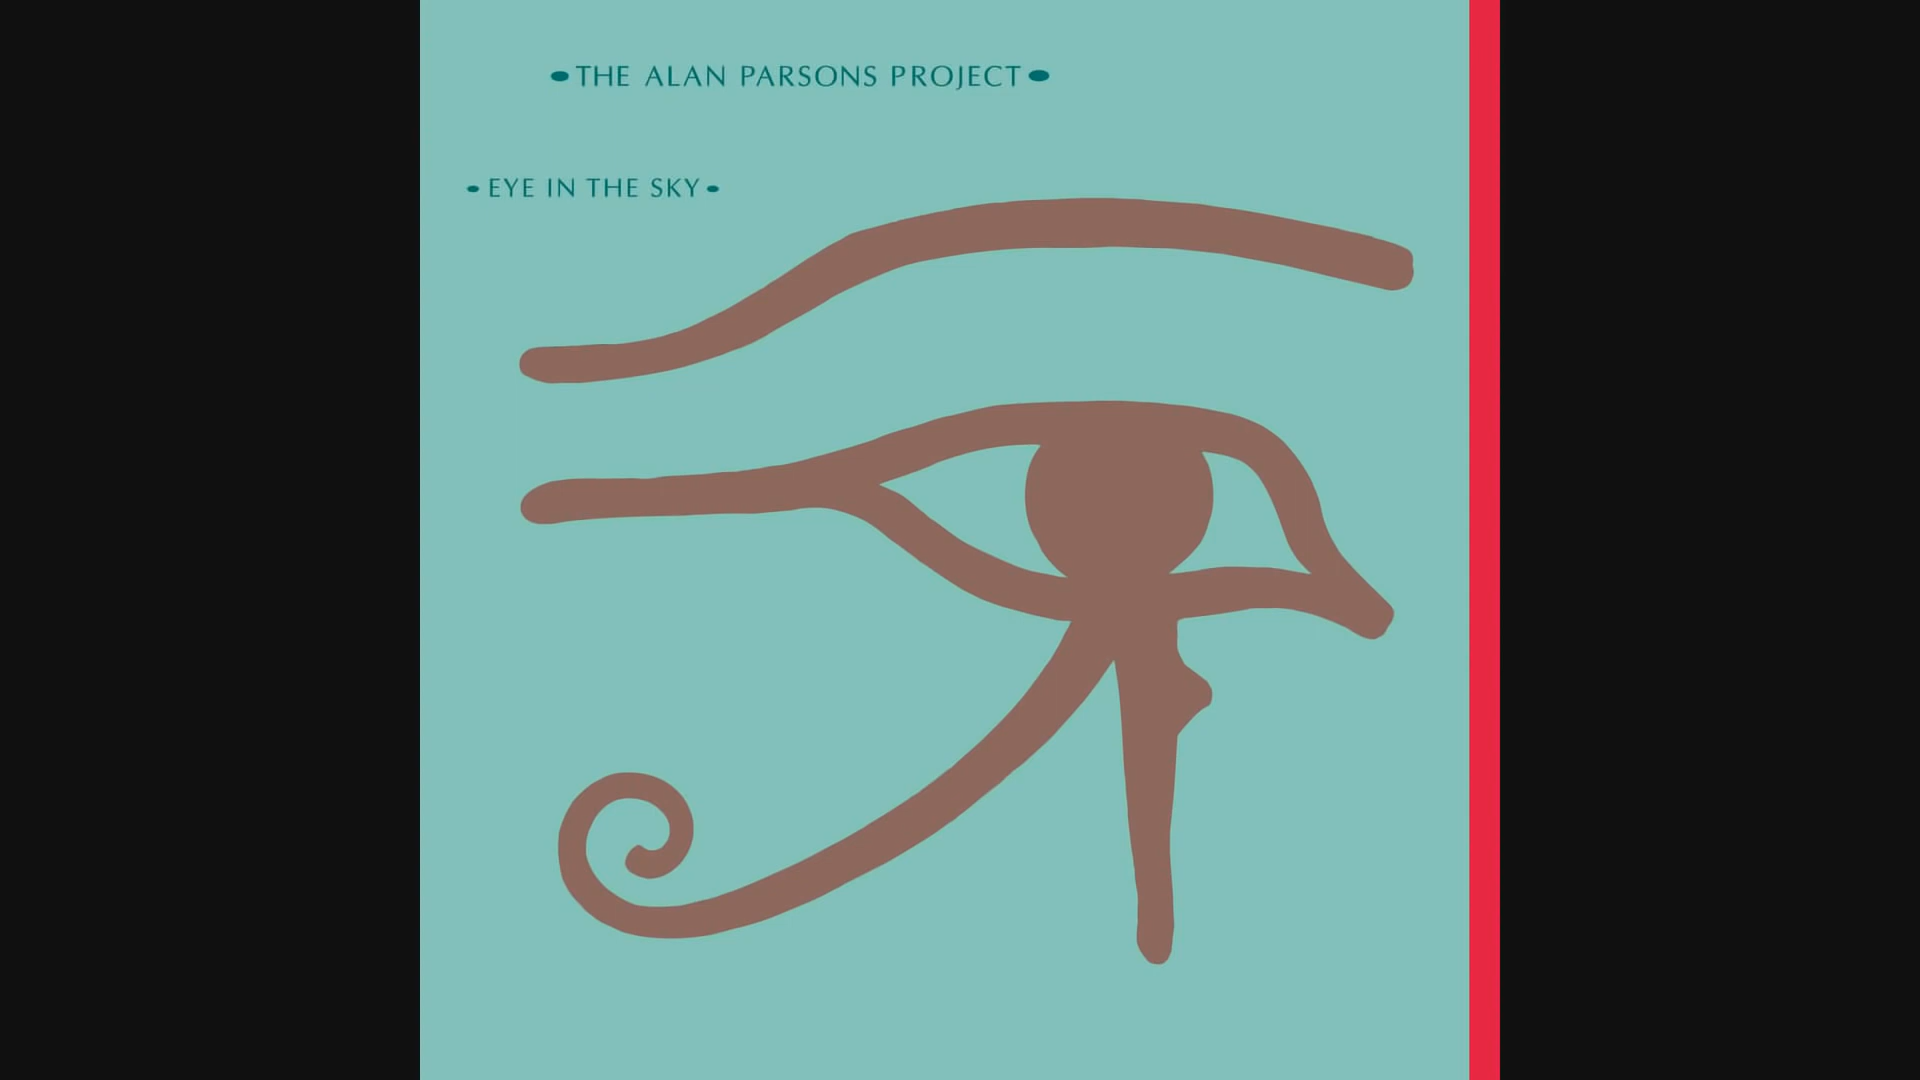 •THE ALAN PARSONS PROJECT•
•EYE IN THE SKY•